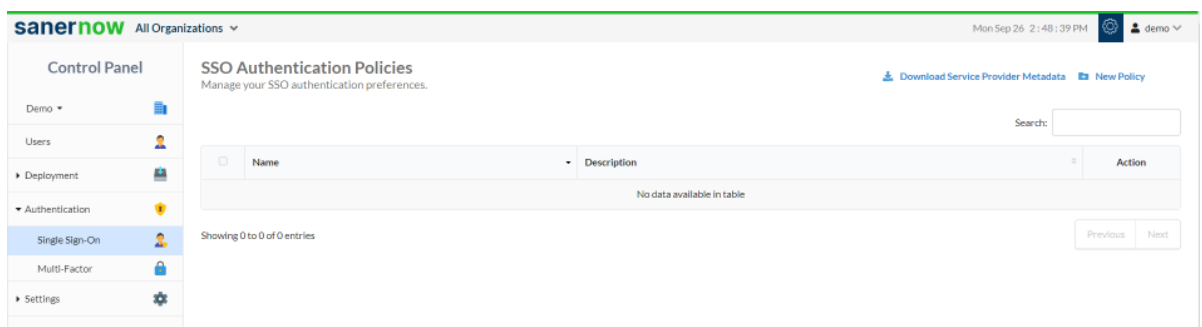 sanernow All Organizations Mon Sep 26 2:48:39 PM demo
Control Panel
SSO Authentication Policies
Manage your SSO authentication preferences.
Download Service Provider Metadata New Policy
Demo
Search:
Users
Name Description Action
Deployment
No data available in table
Authentication
Single Sign-On
Showing 0 to 0 of 0 entries
Previous Next
Multi-Factor
Settings